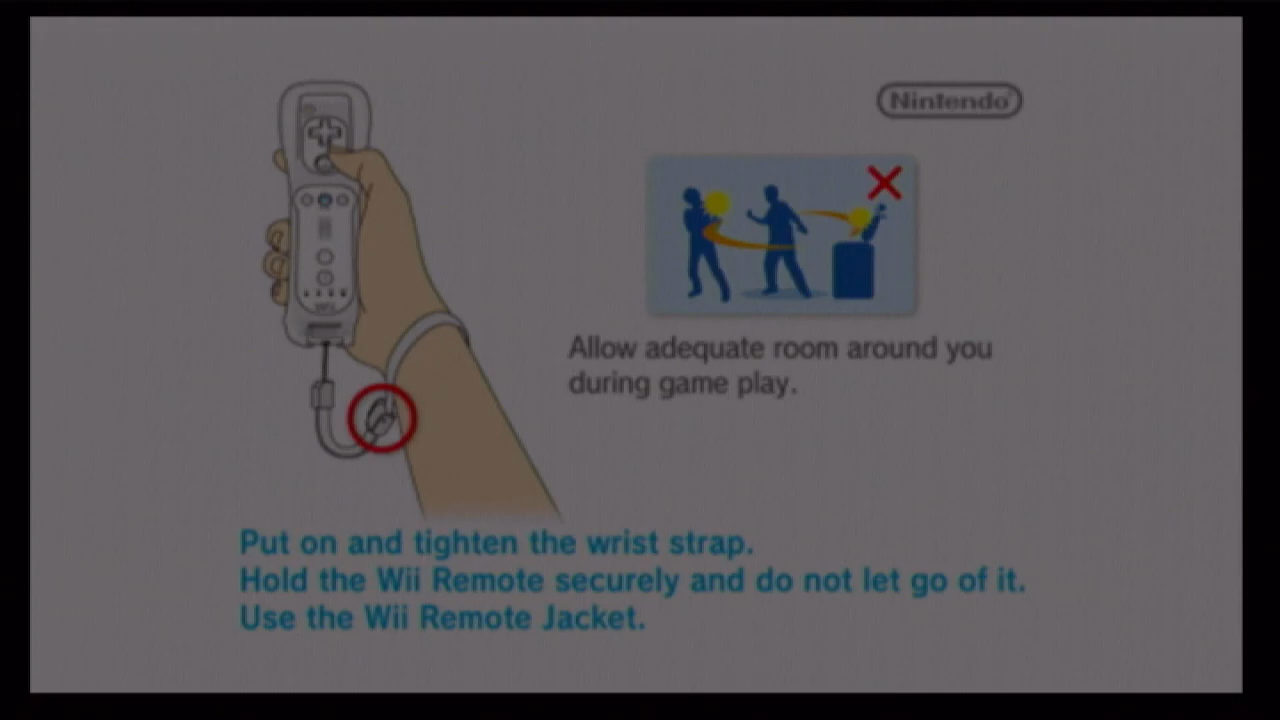 Nintendo
Allow adequate room around you
during game play.
Put on and tighten the wrist strap.
Hold the Wii Remote securely and do not let go of it.
Use the Wii Remote Jacket.